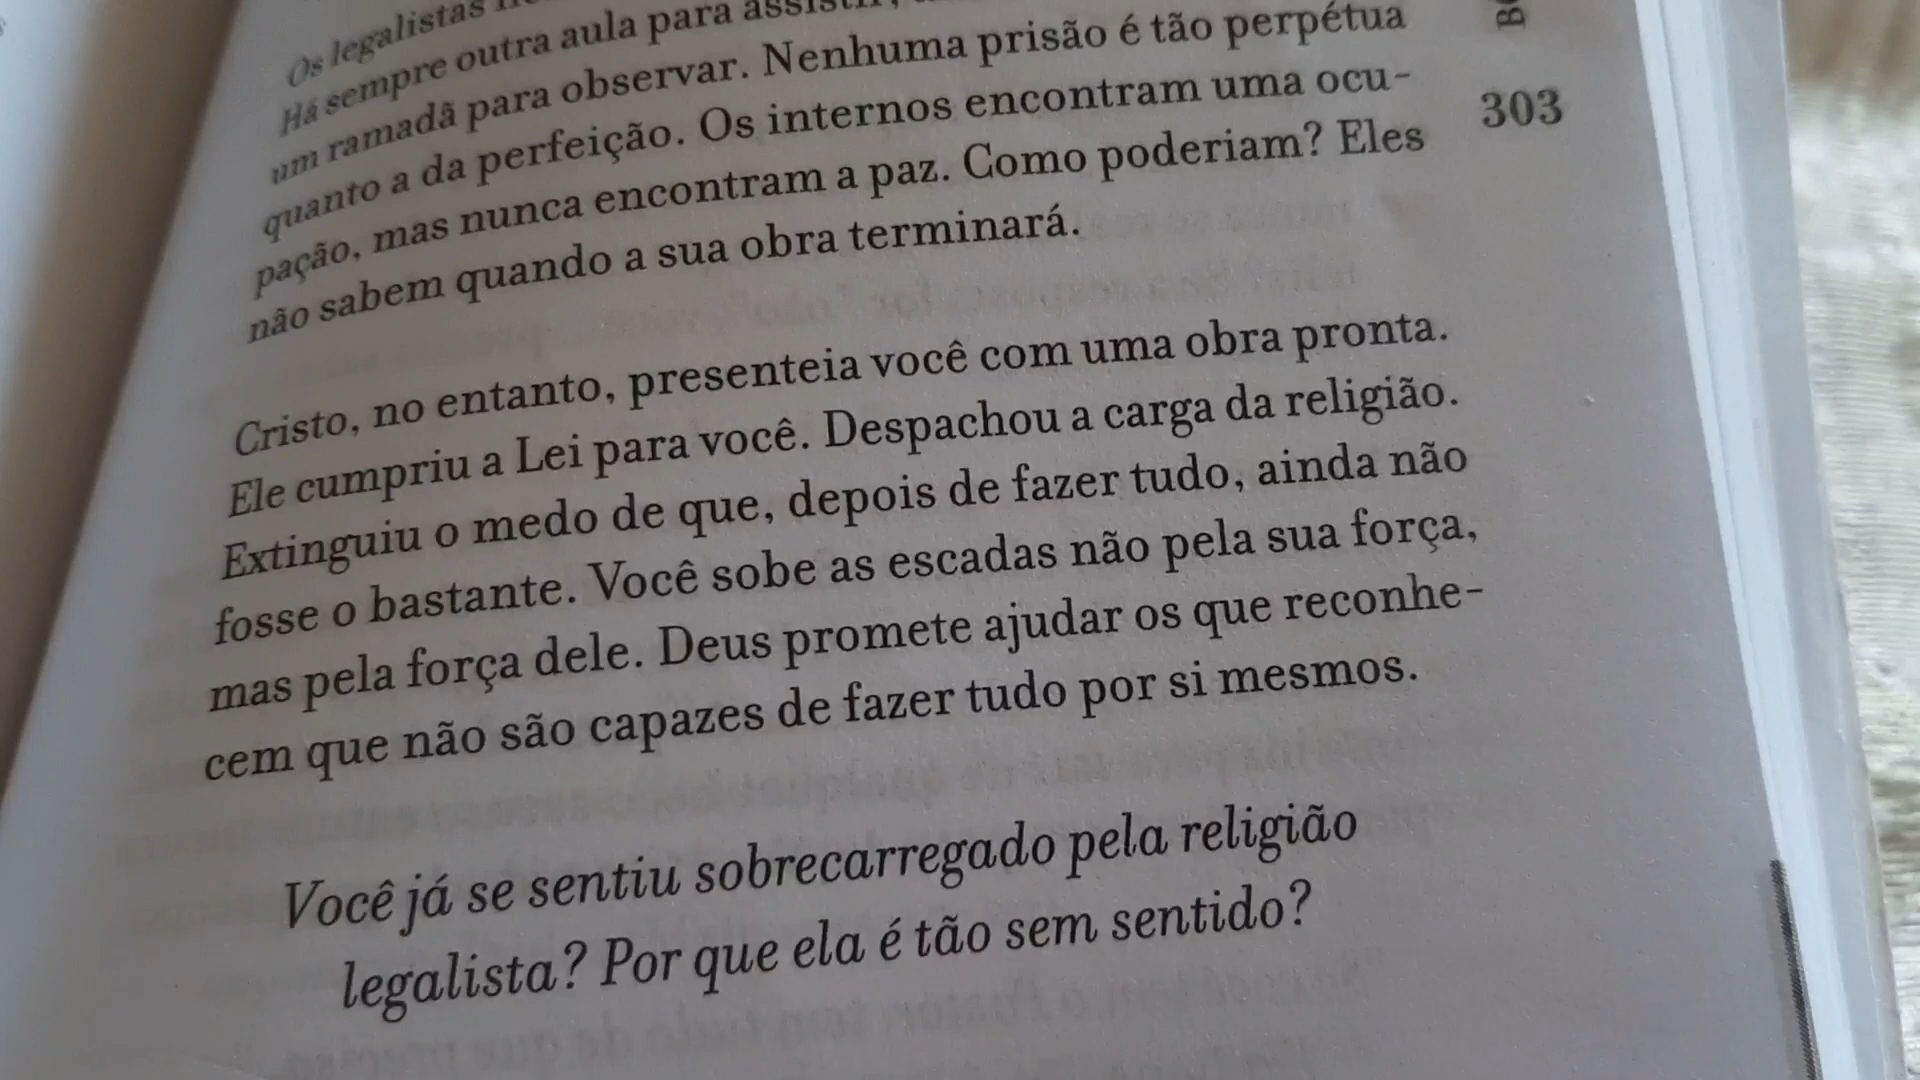 Os legalistas
Há sempre outra aula para assistir,
um ramadã para observar. Nenhuma prisão é tão perpétua
quanto a da perfeição. Os internos encontram uma ocu-
pação, mas nunca encontram a paz. Como poderiam? Eles
não sabem quando a sua obra terminará.
303
Cristo, no entanto, presenteia você com uma obra pronta.
Ele cumpriu a Lei para você. Despachou a carga da religião.
Extinguiu o medo de que, depois de fazer tudo, ainda não
fosse o bastante. Você sobe as escadas não pela sua força,
mas pela força dele. Deus promete ajudar os que reconhe-
cem que não são capazes de fazer tudo por si mesmos.
Você já se sentiu sobrecarregado pela religião
legalista? Por que ela é tão sem sentido?